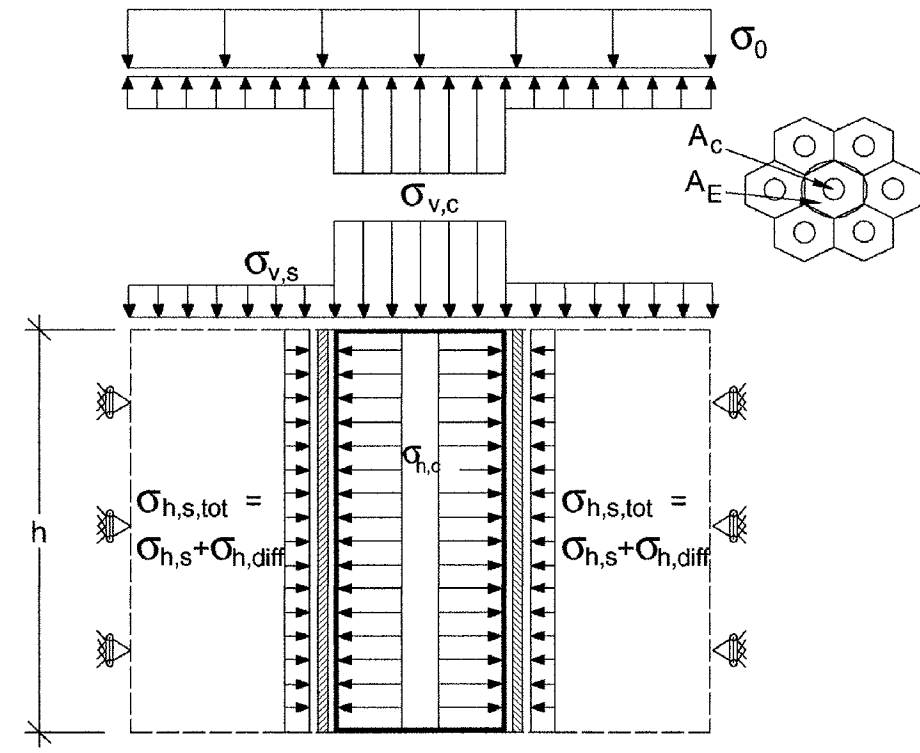 σ0
Ac
AE
σv,c
σv,s
σh,c
h
σh,s,tot =
σh,s+σh,diff
σh,s,tot =
σh,s+σh,diff